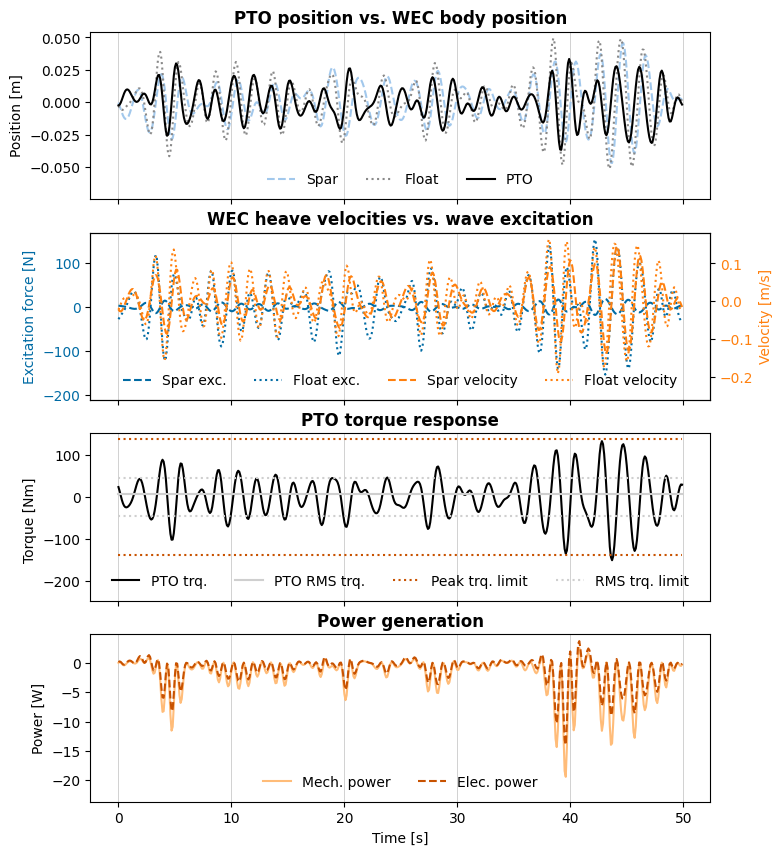 PTO position vs. WEC body position
0.050
0.025
0.000
−0.025
−0.050
Position [m]
Spar Float PTO
WEC heave velocities vs. wave excitation
100
0
−100
−200
Excitation force [N]
0.1
0.0
−0.1
−0.2
Velocity [m/s]
Spar exc. Float exc. Spar velocity Float velocity
PTO torque response
100
0
−100
−200
Torque [Nm]
PTO trq. PTO RMS trq. Peak trq. limit RMS trq. limit
Power generation
0
−5
−10
−15
−20
Power [W]
Mech. power Elec. power
0 10 20 30 40 50
Time [s]